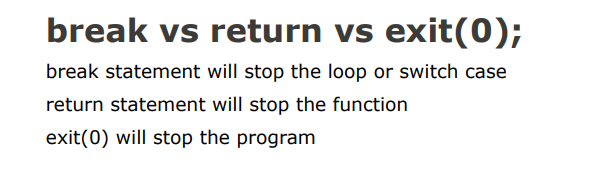 break vs return vs exit(0);
break statement will stop the loop or switch case
return statement will stop the function
exit(0) will stop the program